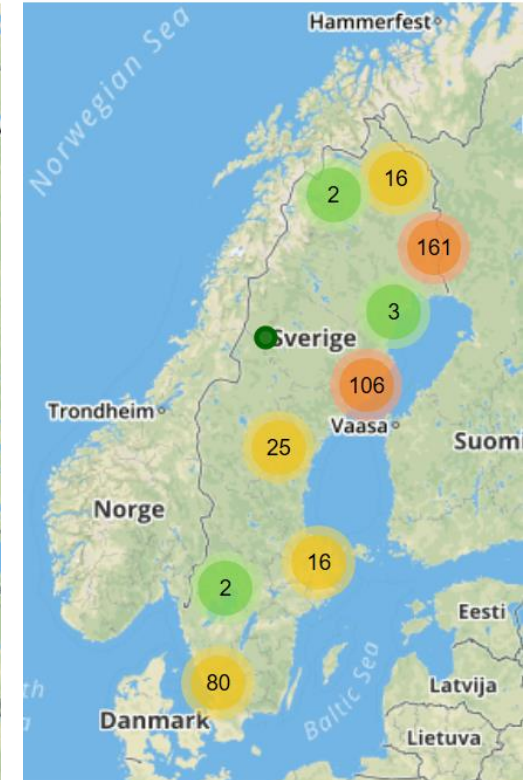 Hammerfest
Norwegian Sea
16
2
161
3
Sverige
106
Trondheim
Vaasa
25
Suomi
Norge
16
2
Eesti
80
Baltic Sea
Latvija
Danmark
Lietuva